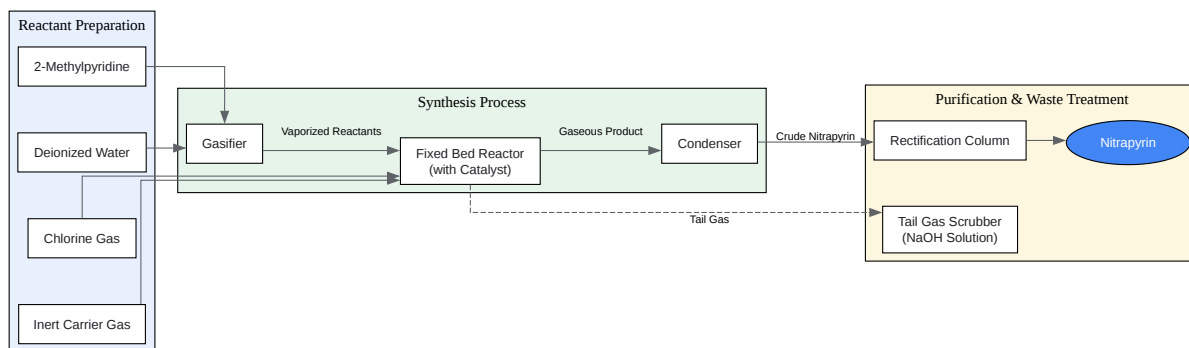 Reactant Preparation
2-Methylpyridine
Deionized Water
Chlorine Gas
Inert Carrier Gas
Synthesis Process
Gasifier
Vaporized Reactants
Fixed Bed Reactor
(with Catalyst)
Gaseous Product
Condenser
Crude Nitrapyrin
Tail Gas
Purification & Waste Treatment
Rectification Column
Nitrapyrin
Tail Gas Scrubber
(NaOH Solution)